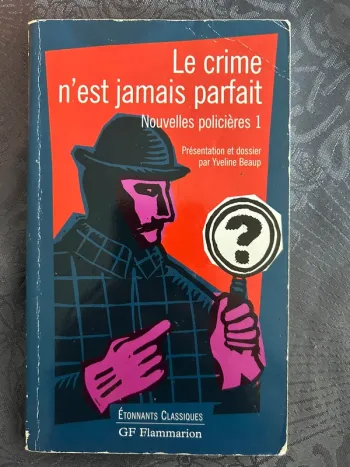 Le crime
n'est jamais parfait
Nouvelles policières 1
Présentation et dossier
par Yveline Beaup
?
ÉTONNANTS CLASSIQUES
GF Flammarion